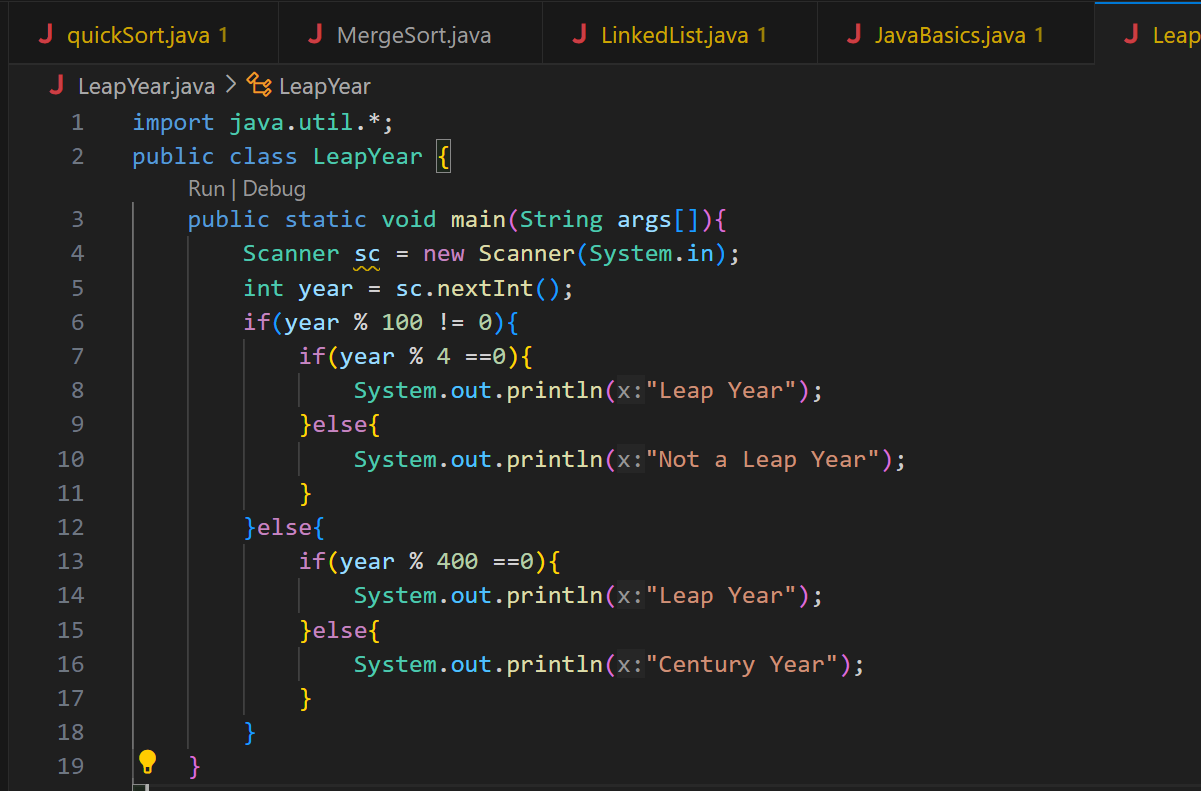 quickSort.java 1 MergeSort.java LinkedList.java 1 JavaBasics.java 1 Leap
LeapYear.java > LeapYear
1 import java.util.*;
2 public class LeapYear {
Run | Debug
3 public static void main(String args[]){
4 Scanner sc = new Scanner(System.in);
5 int year = sc.nextInt();
6 if(year % 100 != 0){
7 if(year % 4 ==0){
8 System.out.println(x:"Leap Year");
9 }else{
10 System.out.println(x:"Not a Leap Year");
11 }
12 }else{
13 if(year % 400 ==0){
14 System.out.println(x:"Leap Year");
15 }else{
16 System.out.println(x:"Century Year");
17 }
18 }
19 }